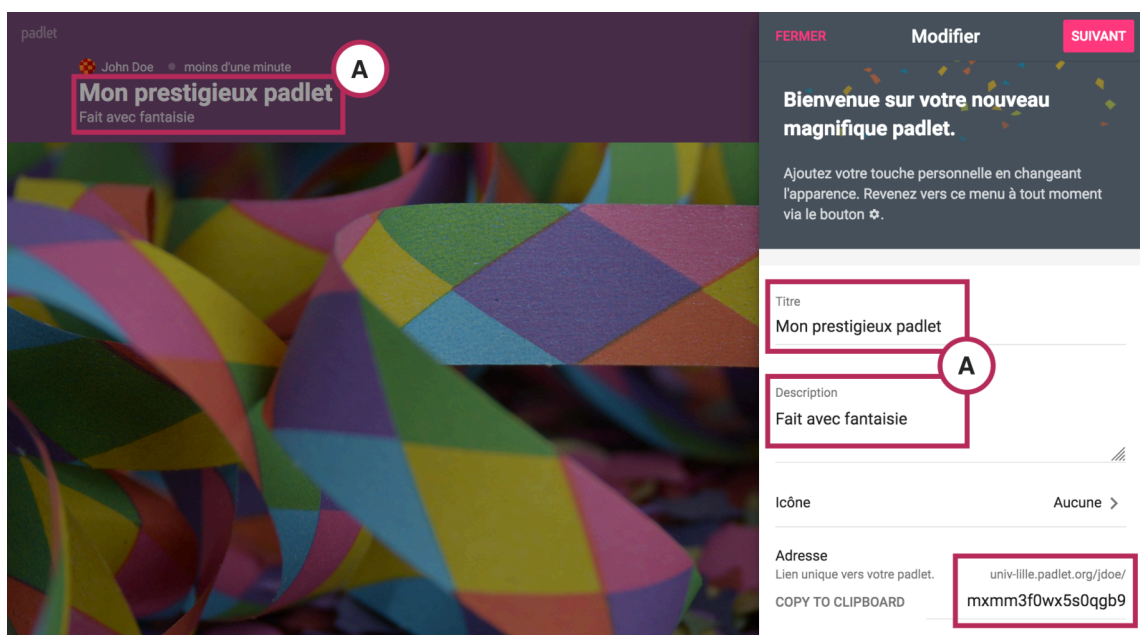 padlet
John Doe • moins d'une minute
A
Mon prestigieux padlet
Fait avec fantaisie
FERMER
Modifier
SUIVANT
Bienvenue sur votre nouveau
magnifique padlet.
Ajoutez votre touche personnelle en changeant
l'apparence. Revenez vers ce menu à tout moment
via le bouton ⚙.
Titre
Mon prestigieux padlet
A
Description
Fait avec fantaisie
Icône
Aucune >
Adresse
Lien unique vers votre padlet.
univ-lille.padlet.org/jdoe/
COPY TO CLIPBOARD
mxmm3f0wx5s0qgb9